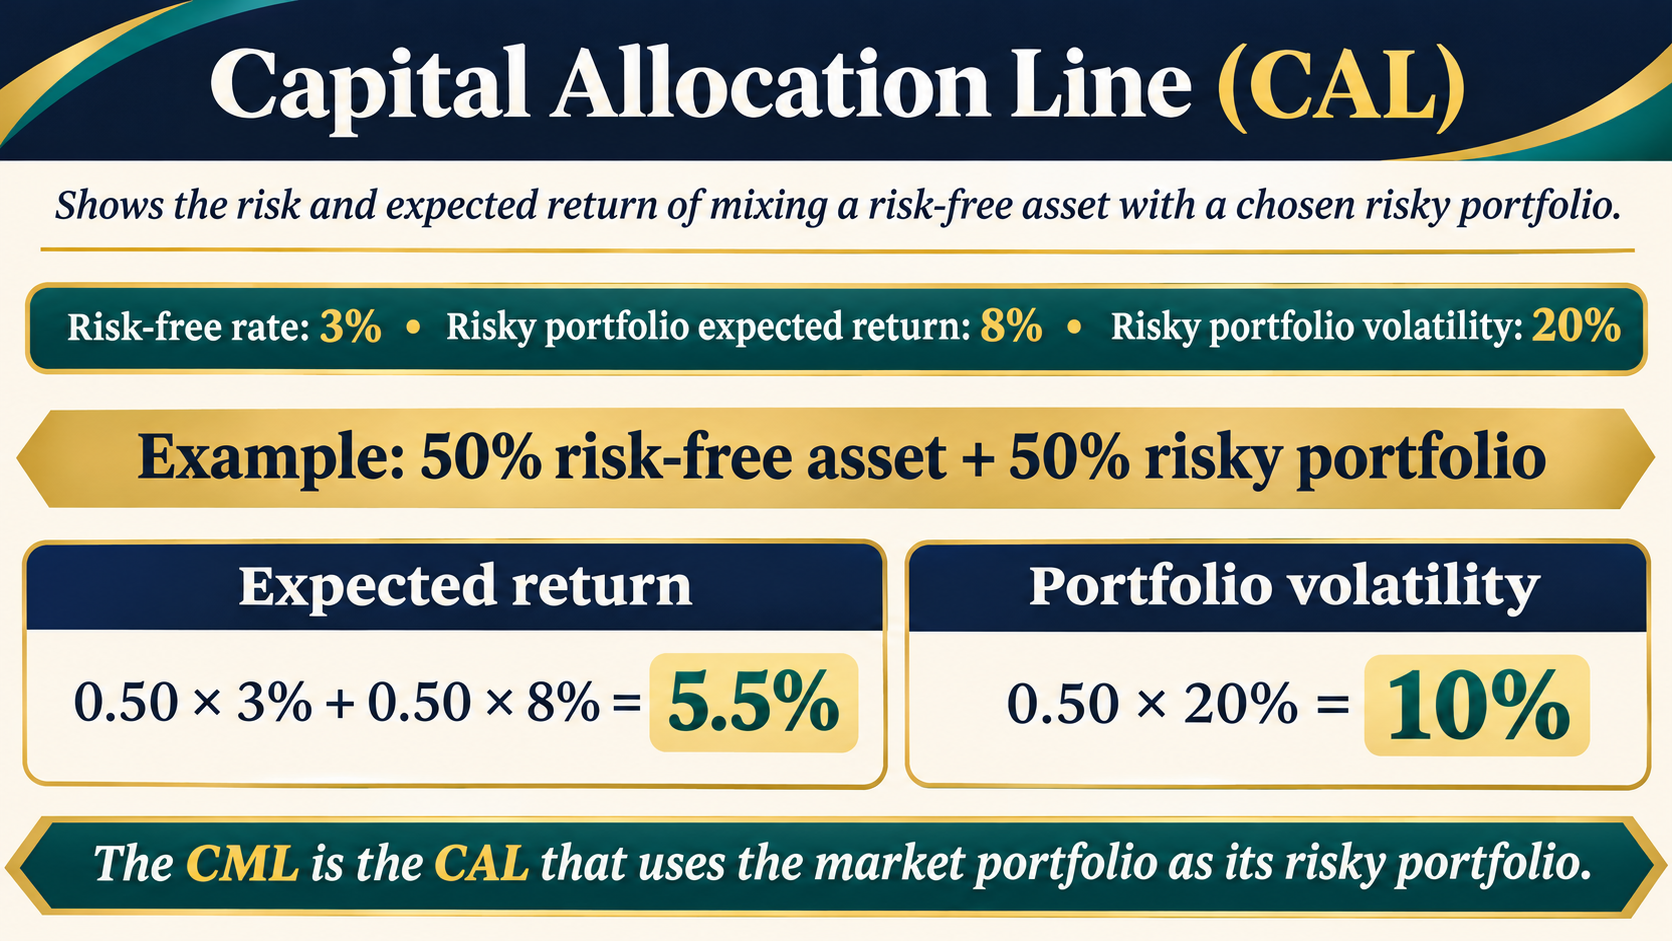 Capital Allocation Line (CAL)
Shows the risk and expected return of mixing a risk-free asset with a chosen risky portfolio.
Risk-free rate: 3% • Risky portfolio expected return: 8% • Risky portfolio volatility: 20%
Example: 50% risk-free asset + 50% risky portfolio
Expected return
0.50 × 3% + 0.50 × 8% = 5.5%
Portfolio volatility
0.50 × 20% = 10%
The CML is the CAL that uses the market portfolio as its risky portfolio.